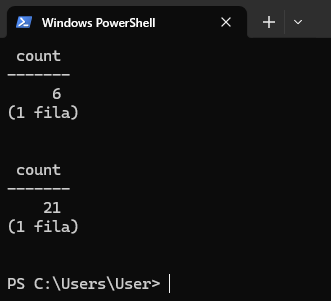 Windows PowerShell
count
-------
6
(1 fila)
count
-------
21
(1 fila)
PS C:\Users\User>